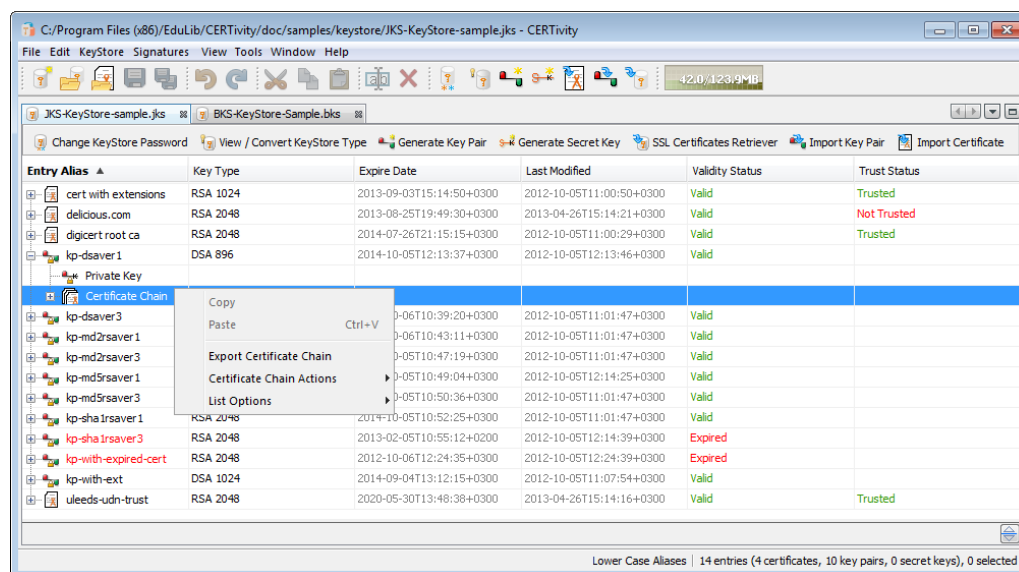 C:/Program Files (x86)/EduLib/CERTivity/doc/samples/keystore/JKS-KeyStore-sample.jks - CERTivity
File Edit KeyStore Signatures View Tools Window Help
42.0/123.9MB
JKS-KeyStore-sample.jks BKS-KeyStore-Sample.bks
Change KeyStore Password View / Convert KeyStore Type Generate Key Pair Generate Secret Key SSL Certificates Retriever Import Key Pair Import Certificate
Entry Alias Key Type Expire Date Last Modified Validity Status Trust Status
cert with extensions RSA 1024 2013-09-03T15:14:50+0300 2012-10-05T11:00:50+0300 Valid Trusted
delicious.com RSA 2048 2013-08-25T19:49:30+0300 2013-04-26T15:14:21+0300 Valid Not Trusted
digicert root ca RSA 2048 2014-07-26T21:15:15+0300 2012-10-05T11:00:29+0300 Valid Trusted
kp-dsaver1 DSA 896 2014-10-05T12:13:37+0300 2012-10-05T12:13:46+0300 Valid
Private Key
Certificate Chain
Copy
Paste Ctrl+V
Export Certificate Chain
Certificate Chain Actions
List Options
kp-dsaver3 0-06T10:39:20+0300 2012-10-05T11:01:47+0300 Valid
kp-md2rsaver1 0-06T10:43:11+0300 2012-10-05T11:01:47+0300 Valid
kp-md2rsaver3 0-05T10:47:19+0300 2012-10-05T11:01:47+0300 Valid
kp-md5rsaver1 0-05T10:49:04+0300 2012-10-05T12:14:25+0300 Valid
kp-md5rsaver3 0-05T10:50:36+0300 2012-10-05T11:01:47+0300 Valid
kp-sha1rsaver1 RSA 2048 2014-10-05T10:52:25+0300 2012-10-05T11:01:47+0300 Valid
kp-sha1rsaver3 RSA 2048 2013-02-05T10:55:12+0200 2012-10-05T12:14:39+0300 Expired
kp-with-expired-cert RSA 2048 2012-10-06T12:24:35+0300 2012-10-05T12:24:39+0300 Expired
kp-with-ext DSA 1024 2014-09-04T13:12:15+0300 2012-10-05T11:07:54+0300 Valid
uleeds-udn-trust RSA 2048 2020-05-30T13:48:38+0300 2013-04-26T15:14:16+0300 Valid Trusted
Lower Case Aliases 14 entries (4 certificates, 10 key pairs, 0 secret keys), 0 selected